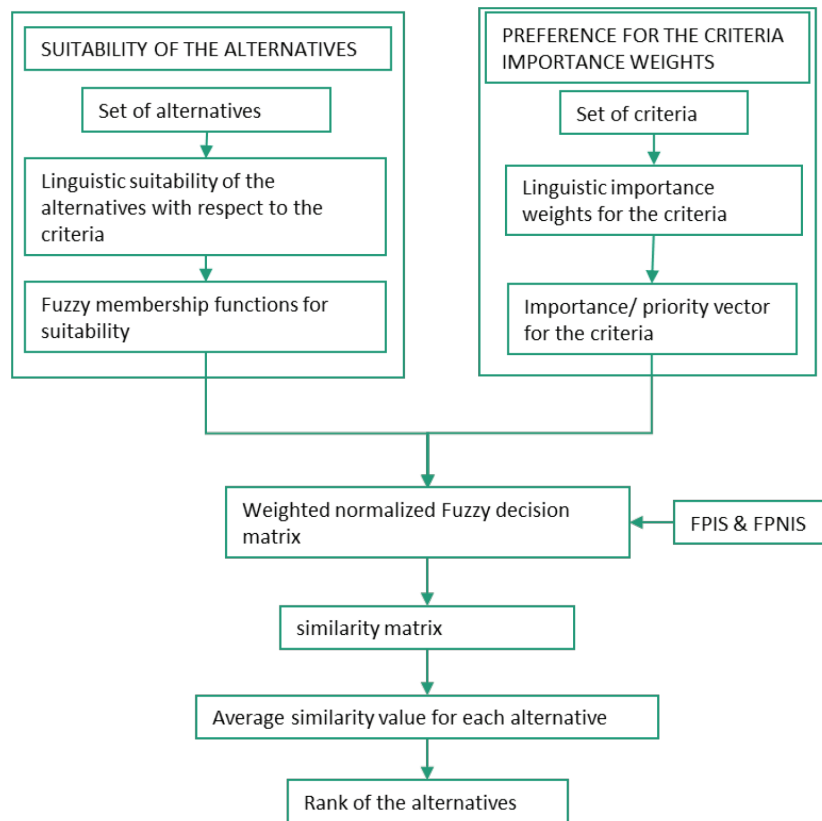 SUITABILITY OF THE ALTERNATIVES
Set of alternatives
Linguistic suitability of the
alternatives with respect to the
criteria
Fuzzy membership functions for
suitability
PREFERENCE FOR THE CRITERIA
IMPORTANCE WEIGHTS
Set of criteria
Linguistic importance
weights for the criteria
Importance/ priority vector
for the criteria
Weighted normalized Fuzzy decision
matrix
FPIS & FPNIS
similarity matrix
Average similarity value for each alternative
Rank of the alternatives